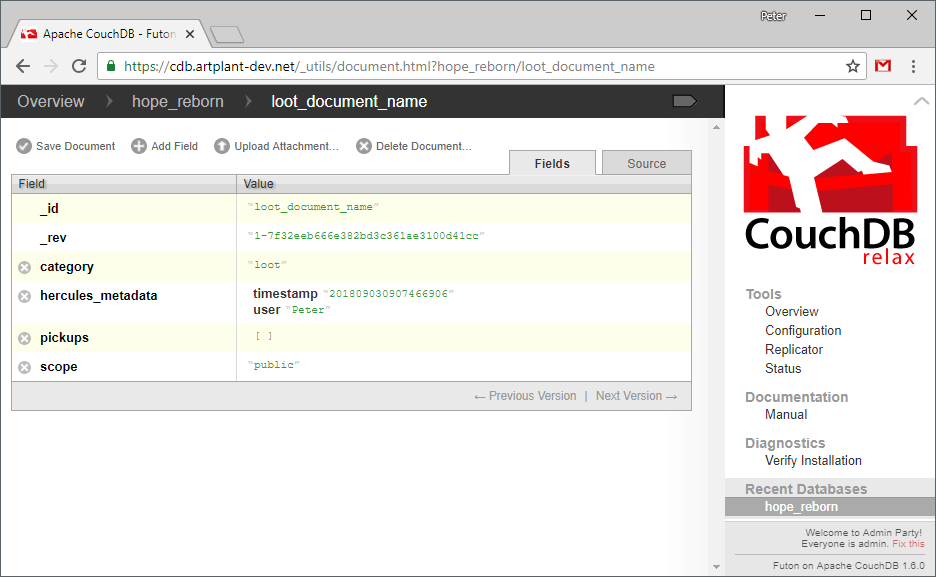 Peter
Apache CouchDB - Futon
https://cdb.artplant-dev.net/_utils/document.html?hope_reborn/loot_document_name
Overview hope_reborn loot_document_name
Save Document Add Field Upload Attachment... Delete Document...
Fields Source
Field Value
_id "loot_document_name"
_rev "1-7f32eeb666e382bd3c361ae3100d41cc"
category "loot"
hercules_metadata timestamp "201809030907466906"
user "Peter"
pickups [ ]
scope "public"
← Previous Version | Next Version →
CouchDB
relax
Tools
Overview
Configuration
Replicator
Status
Documentation
Manual
Diagnostics
Verify Installation
Recent Databases
hope_reborn
Welcome to Admin Party!
Everyone is admin. Fix this
Futon on Apache CouchDB 1.6.0